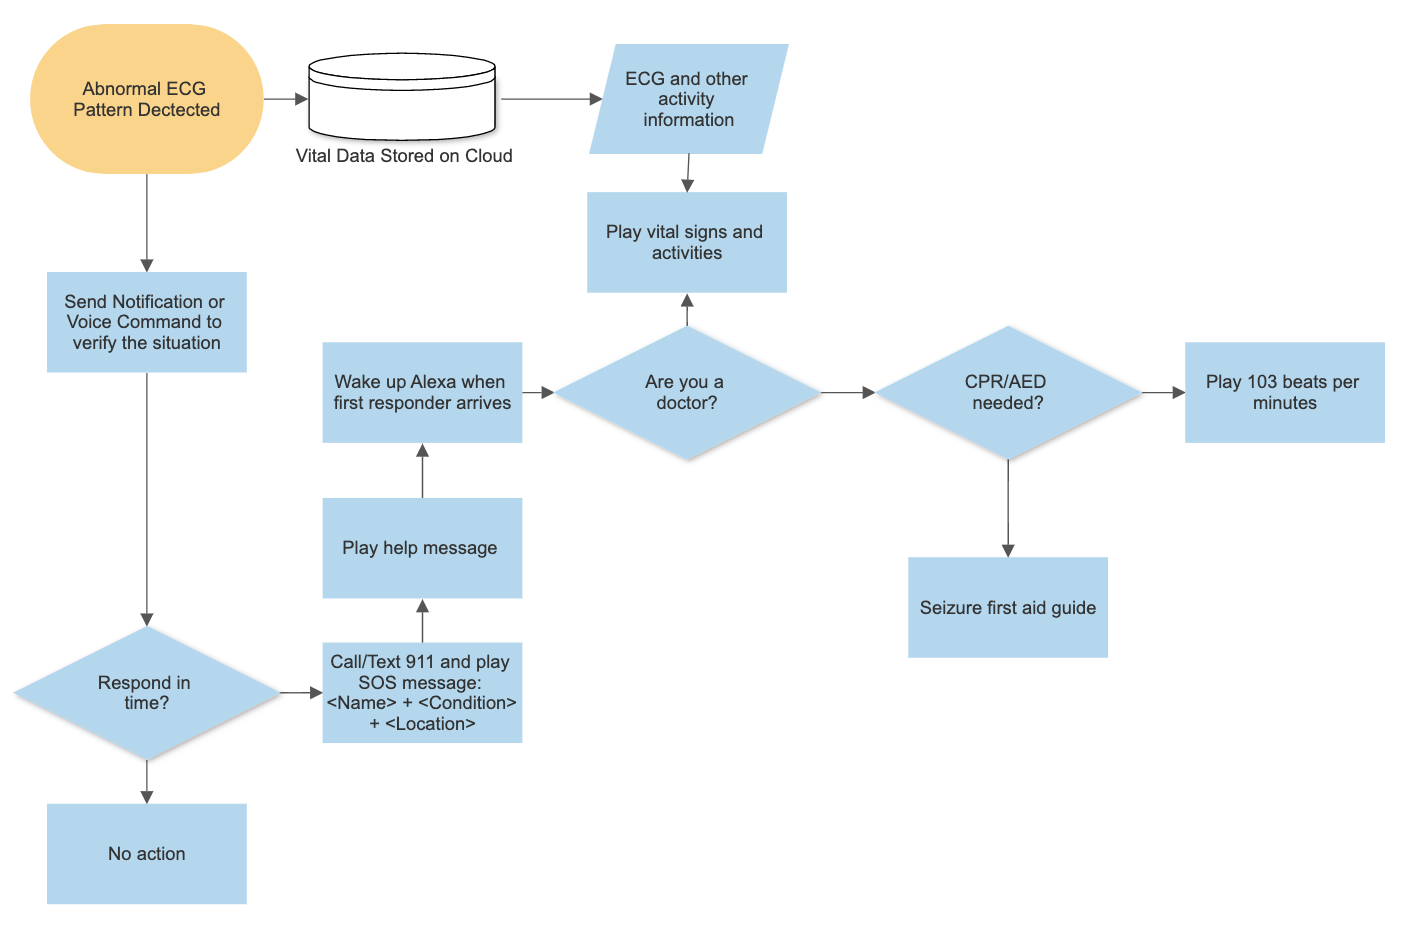 Abnormal ECG
Pattern Dectected
Vital Data Stored on Cloud
ECG and other
activity
information
Play vital signs and
activities
Send Notification or
Voice Command to
verify the situation
Wake up Alexa when
first responder arrives
Are you a
doctor?
CPR/AED
needed?
Play 103 beats per
minutes
Play help message
Seizure first aid guide
Respond in
time?
Call/Text 911 and play
SOS message:
<Name> + <Condition>
+ <Location>
No action